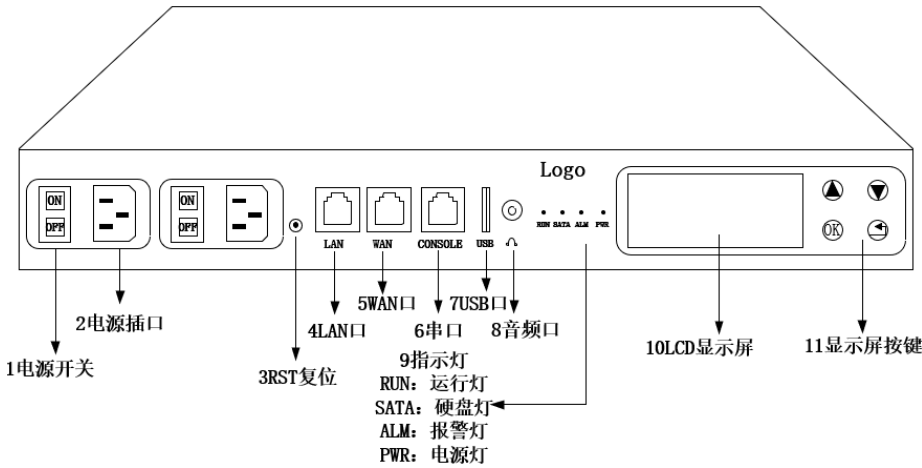 Logo
ON
OFF
ON
OFF
RUN SATA ALM PWR
OK
LAN
WAN
CONSOLE
USB
1电源开关
2电源插口
3RST复位
4LAN口
5WAN口
6串口
7USB口
8音频口
9指示灯
RUN：运行灯
SATA：硬盘灯
ALM：报警灯
PWR：电源灯
10LCD显示屏
11显示屏按键